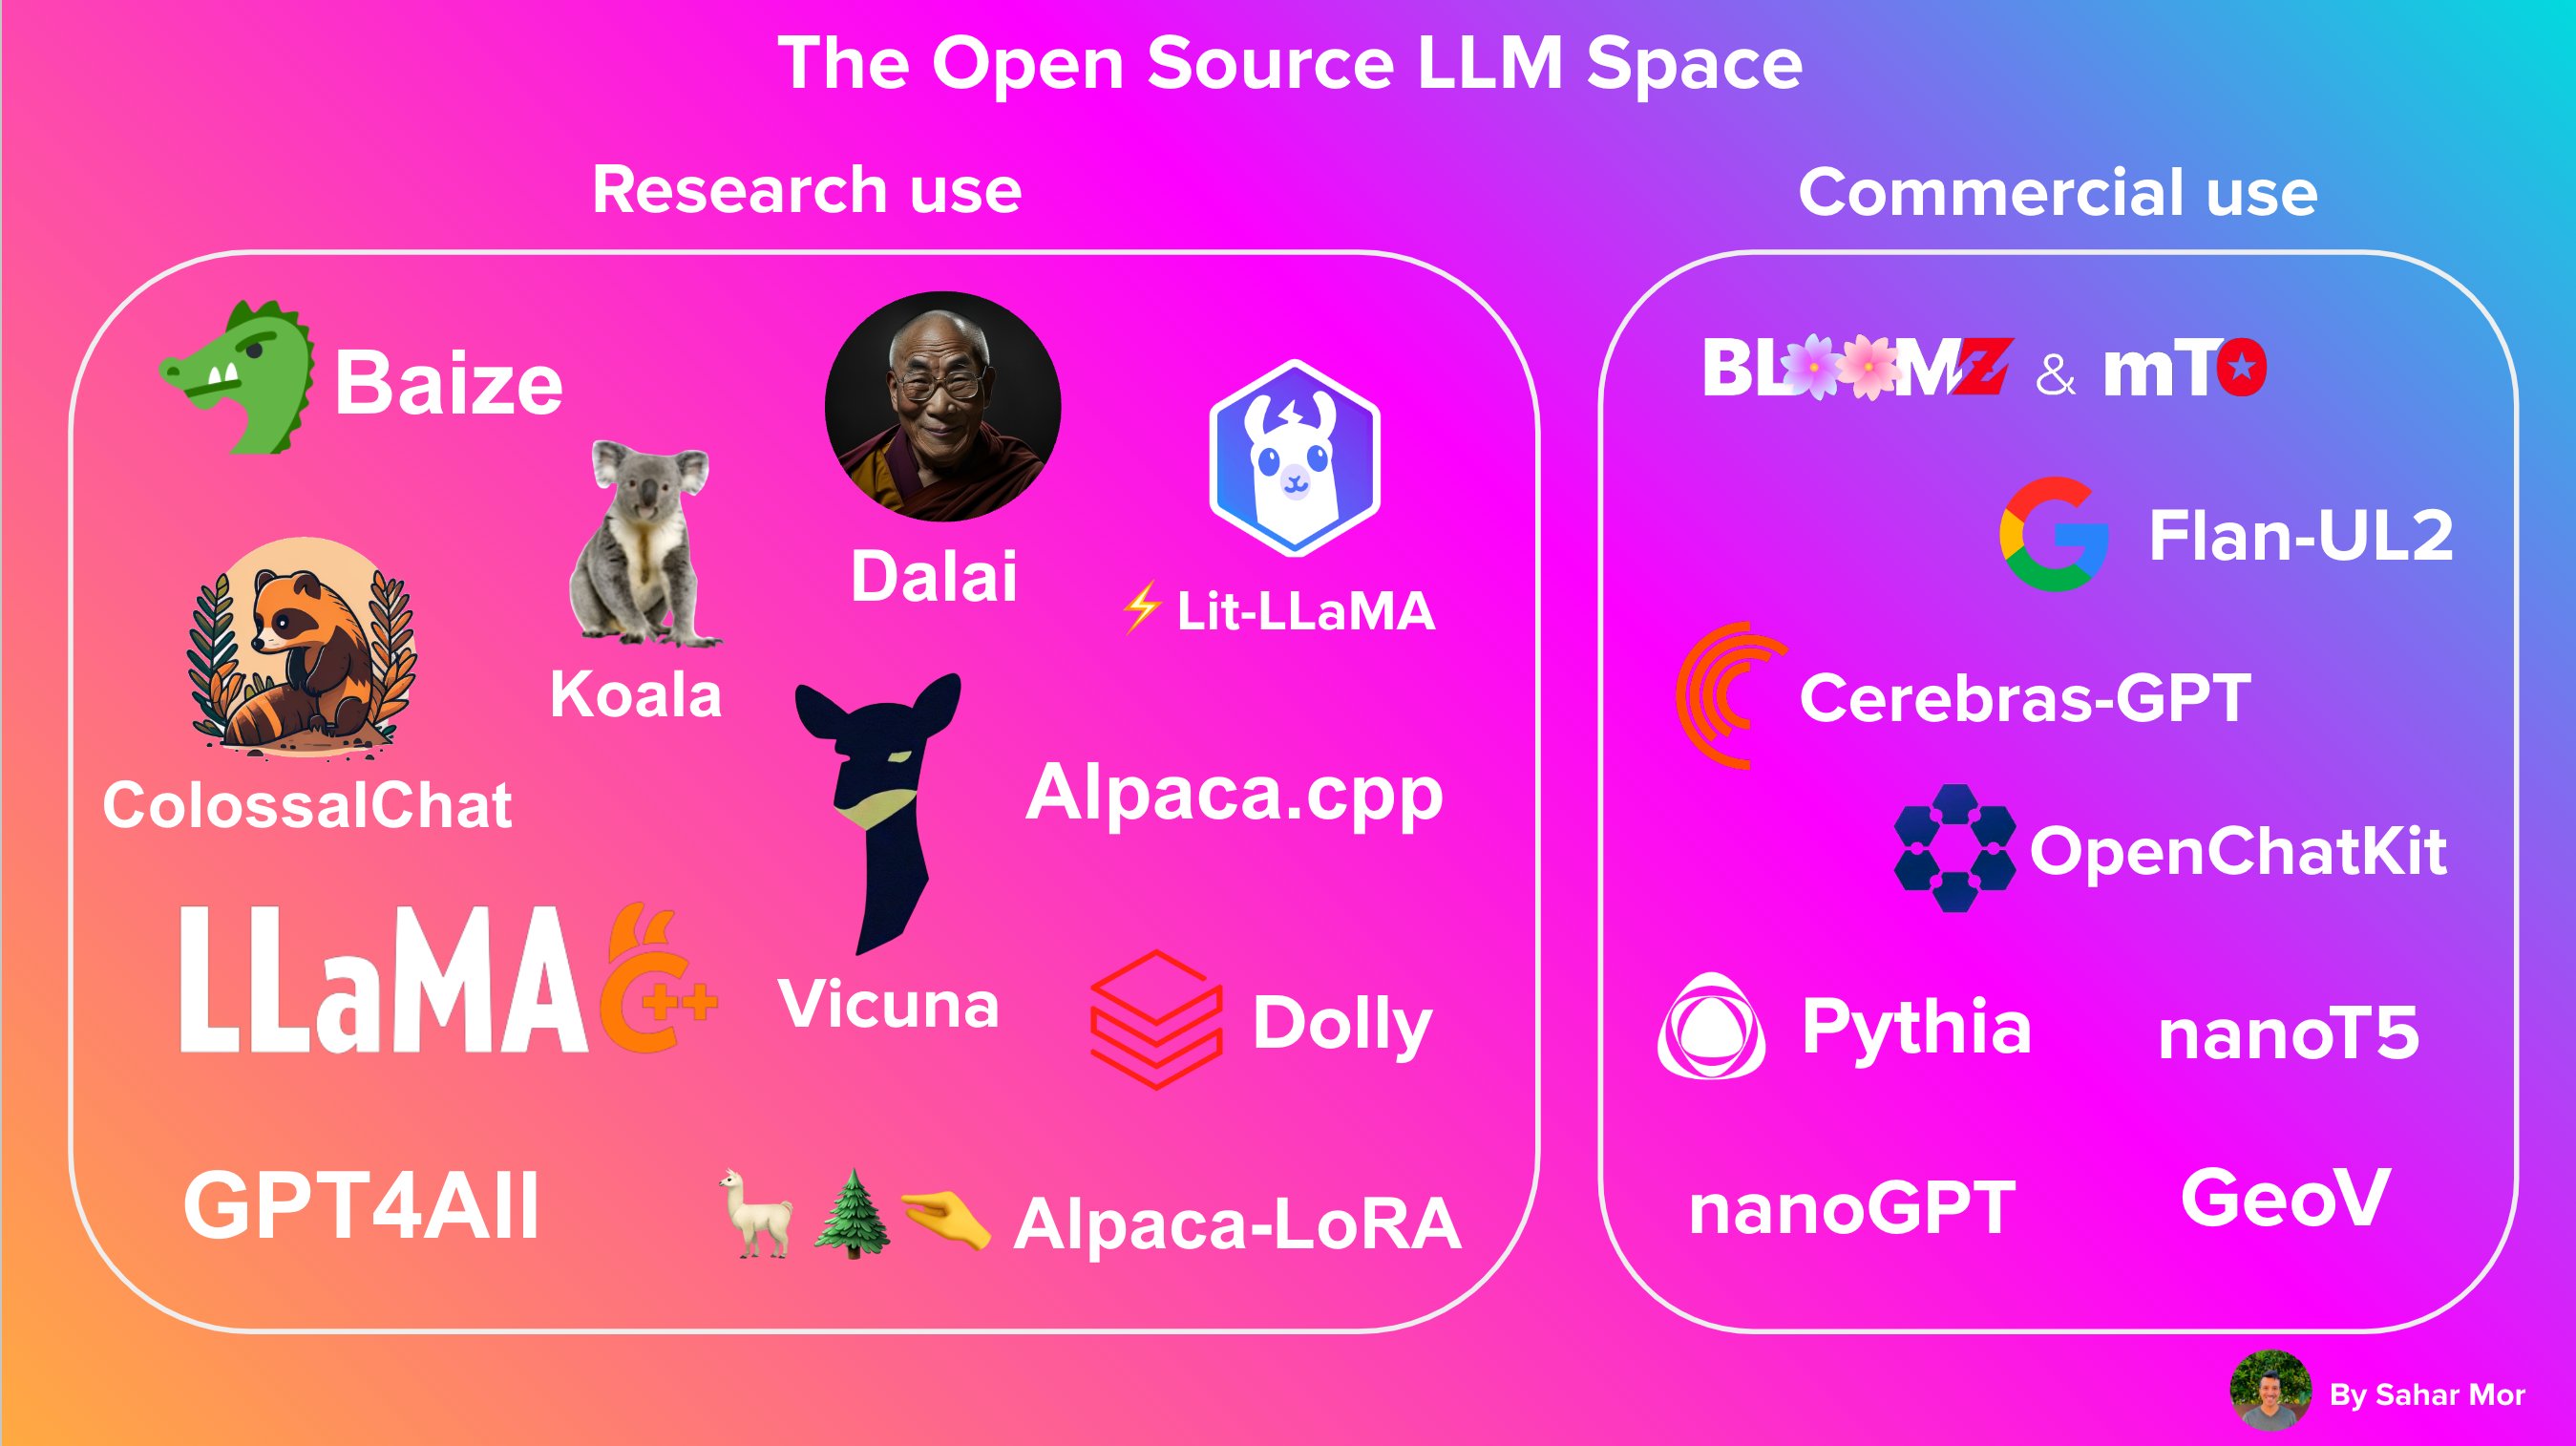 The Open Source LLM Space
Research use
Baize
Dalai
Koala
Lit-LLaMA
ColossalChat
Alpaca.cpp
LLaMA C++
Vicuna
Dolly
GPT4All
Alpaca-LoRA
Commercial use
BLOOMZ & mT0
Flan-UL2
Cerebras-GPT
OpenChatKit
Pythia
nanoT5
nanoGPT
GeoV
By Sahar Mor